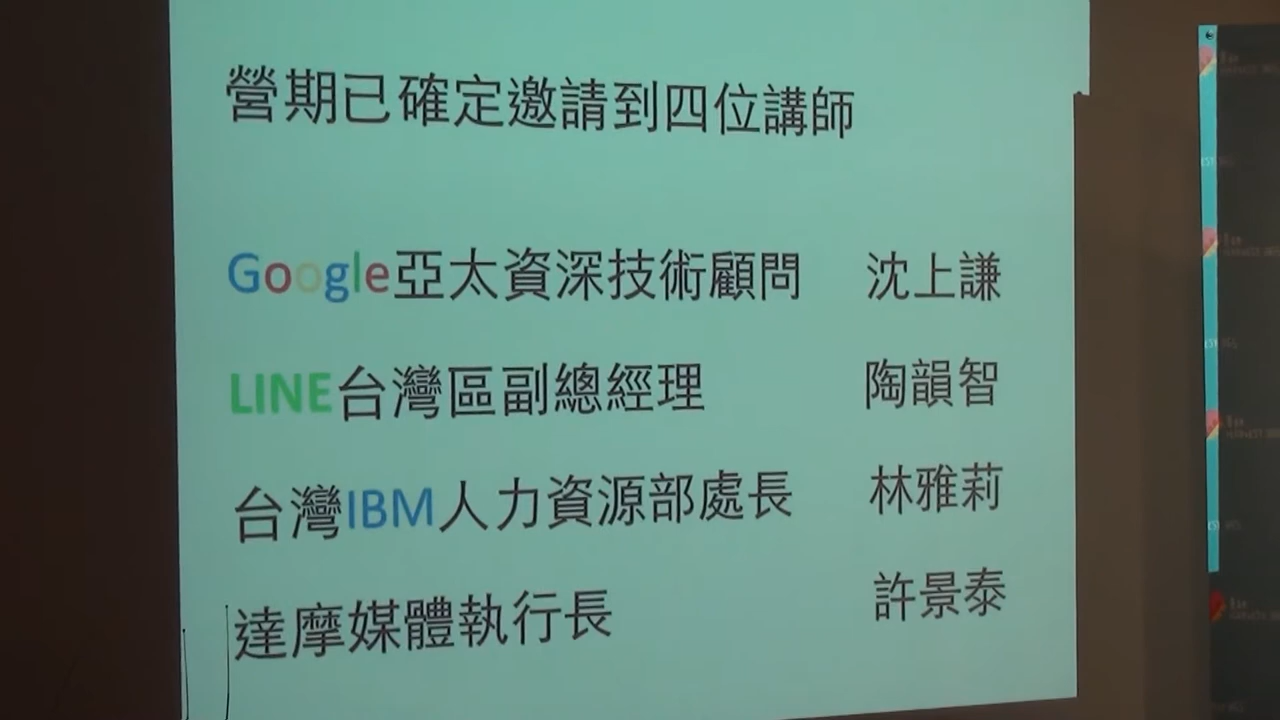 營期已確定邀請到四位講師
Google亞太資深技術顧問 沈上謙
LINE台灣區副總經理 陶韻智
台灣IBM人力資源部處長 林雅莉
達摩媒體執行長 許景泰